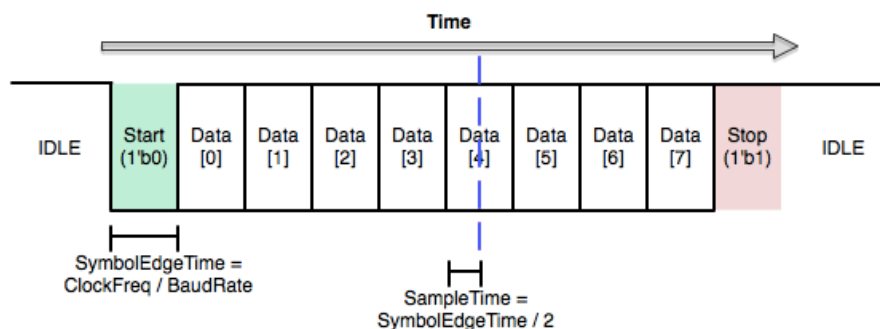 Time
IDLE
Start
(1'b0)
Data
[0]
Data
[1]
Data
[2]
Data
[3]
Data
[4]
Data
[5]
Data
[6]
Data
[7]
Stop
(1'b1)
IDLE
SymbolEdgeTime =
ClockFreq / BaudRate
SampleTime =
SymbolEdgeTime / 2